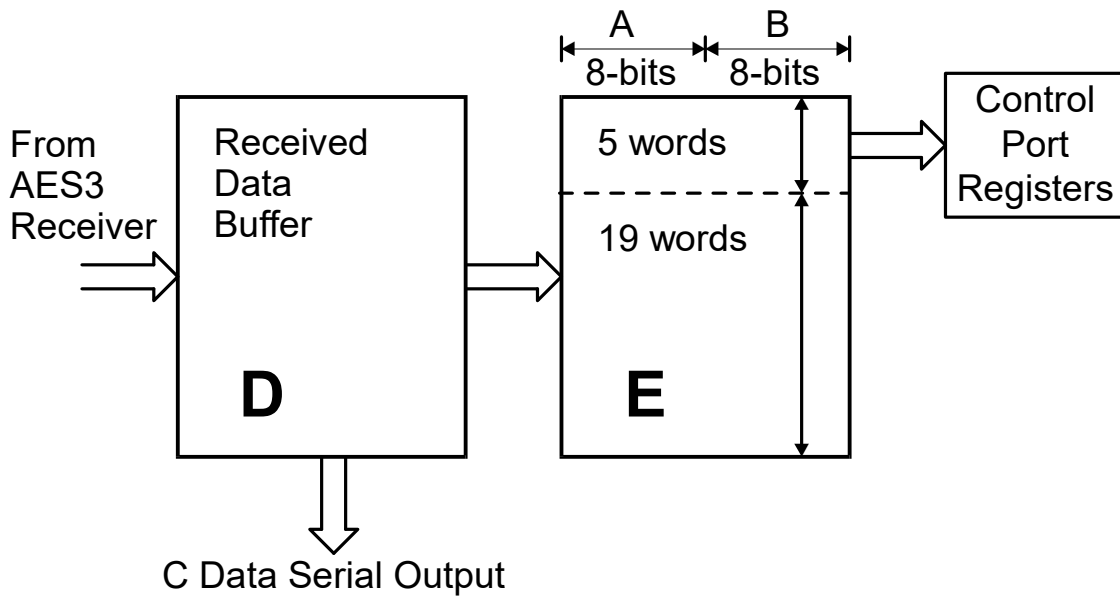 A
B
8-bits
8-bits
From
AES3
Receiver
Received
Data
Buffer
D
5 words
19 words
E
Control
Port
Registers
C Data Serial Output